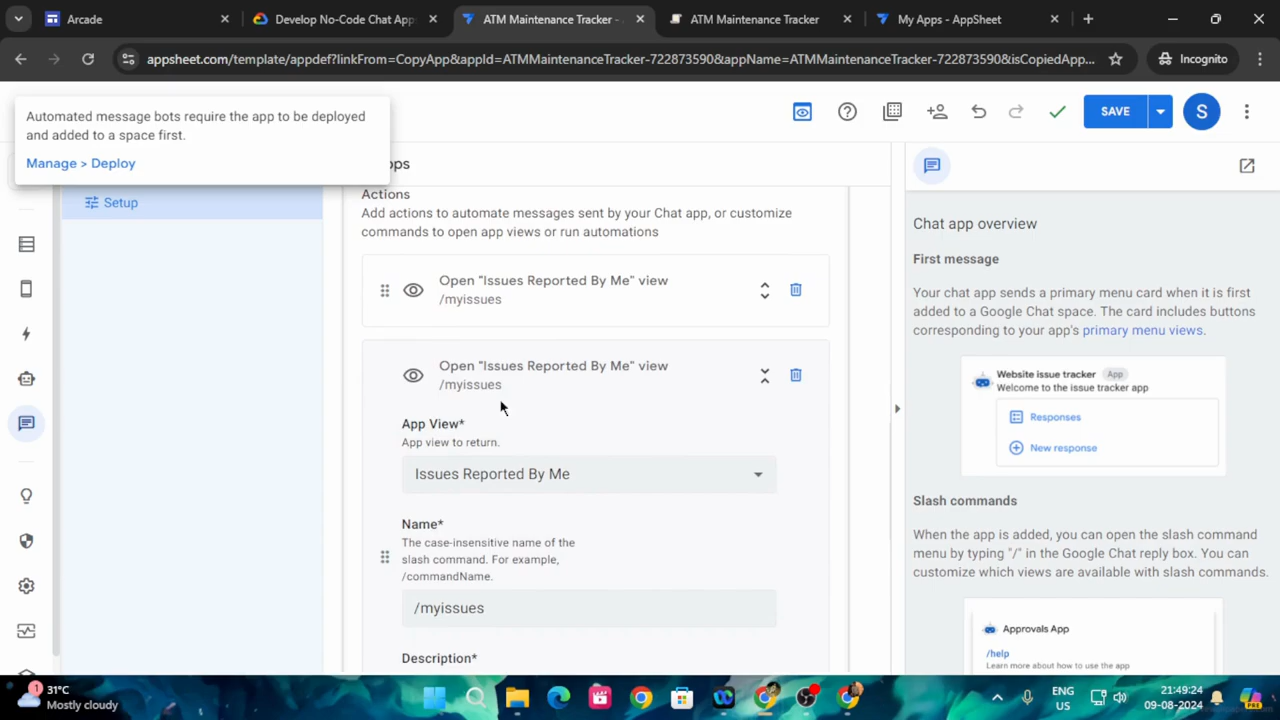 Arcade
Develop No-Code Chat App
ATM Maintenance Tracker -
ATM Maintenance Tracker
My Apps - AppSheet
appsheet.com/template/appdef?linkFrom=CopyApp&appId=ATMMaintenanceTracker-722873590&appName=ATMMaintenanceTracker-722873590&isCopiedApp...
Incognito
Automated message bots require the app to be deployed
and added to a space first.
Manage > Deploy
SAVE
S
ops
Setup
Actions
Add actions to automate messages sent by your Chat app, or customize
commands to open app views or run automations
Open "Issues Reported By Me" view
/myissues
Open "Issues Reported By Me" view
/myissues
App View*
App view to return.
Issues Reported By Me
Name*
The case-insensitive name of the
slash command. For example,
/commandName.
/myissues
Description*
Chat app overview
First message
Your chat app sends a primary menu card when it is first
added to a Google Chat space. The card includes buttons
corresponding to your app's primary menu views.
Website issue tracker App
Welcome to the issue tracker app
Responses
New response
Slash commands
When the app is added, you can open the slash command
menu by typing "/" in the Google Chat reply box. You can
customize which views are available with slash commands.
Approvals App
/help
Learn more about how to use the app
1
31°C
Mostly cloudy
ENG
US
21:49:24
09-08-2024
PRE